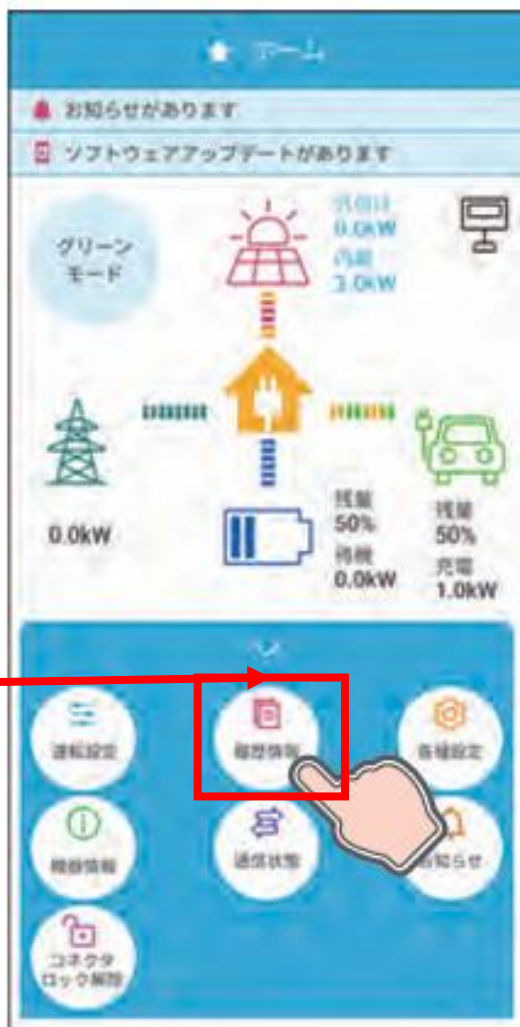 ホーム
お知らせがあります
ソフトウェアアップデートがあります
グリーン
モード
0.0kW
3.0kW
0.0kW
残量
50%
待機
0.0kW
残量
50%
充電
1.0kW
運転設定
履歴情報
各種設定
機器情報
通信状態
お知らせ
コネクタ
ロック解除